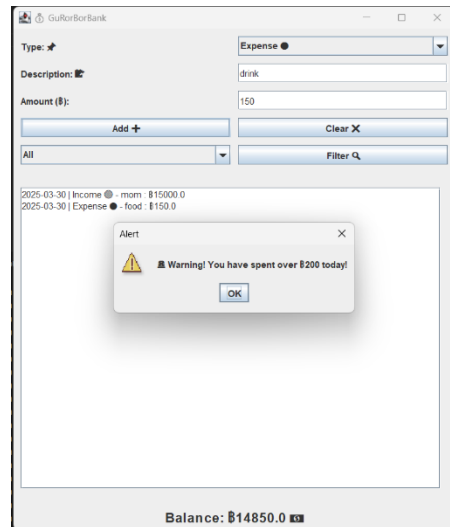 GuRorBorBank
Type:
Expense
Description:
drink
Amount (฿):
150
Add +
Clear X
All
Filter
2025-03-30 | Income - mom : ฿15000.0
2025-03-30 | Expense - food : ฿150.0
Alert
Warning! You have spent over ฿200 today!
OK
Balance: ฿14850.0